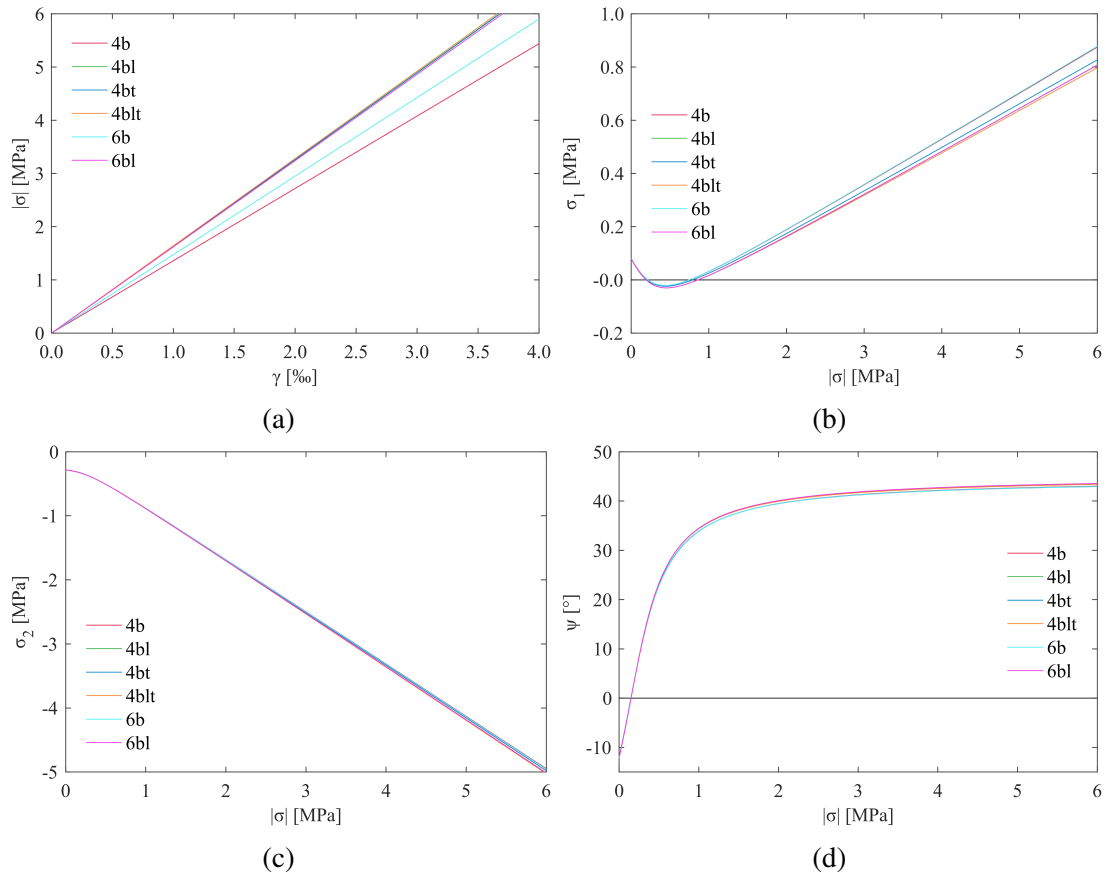 6
5
4
3
2
1
0
|σ| [MPa]
4b
4bl
4bt
4blt
6b
6bl
0.0 0.5 1.0 1.5 2.0 2.5 3.0 3.5 4.0
γ [‰]
(a)
1.0
0.8
0.6
0.4
0.2
-0.0
-0.2
σ1 [MPa]
4b
4bl
4bt
4blt
6b
6bl
0 1 2 3 4 5 6
|σ| [MPa]
(b)
0
-1
-2
-3
-4
-5
σ2 [MPa]
4b
4bl
4bt
4blt
6b
6bl
0 1 2 3 4 5 6
|σ| [MPa]
(c)
50
40
30
20
10
0
-10
ψ [°]
4b
4bl
4bt
4blt
6b
6bl
0 1 2 3 4 5 6
|σ| [MPa]
(d)